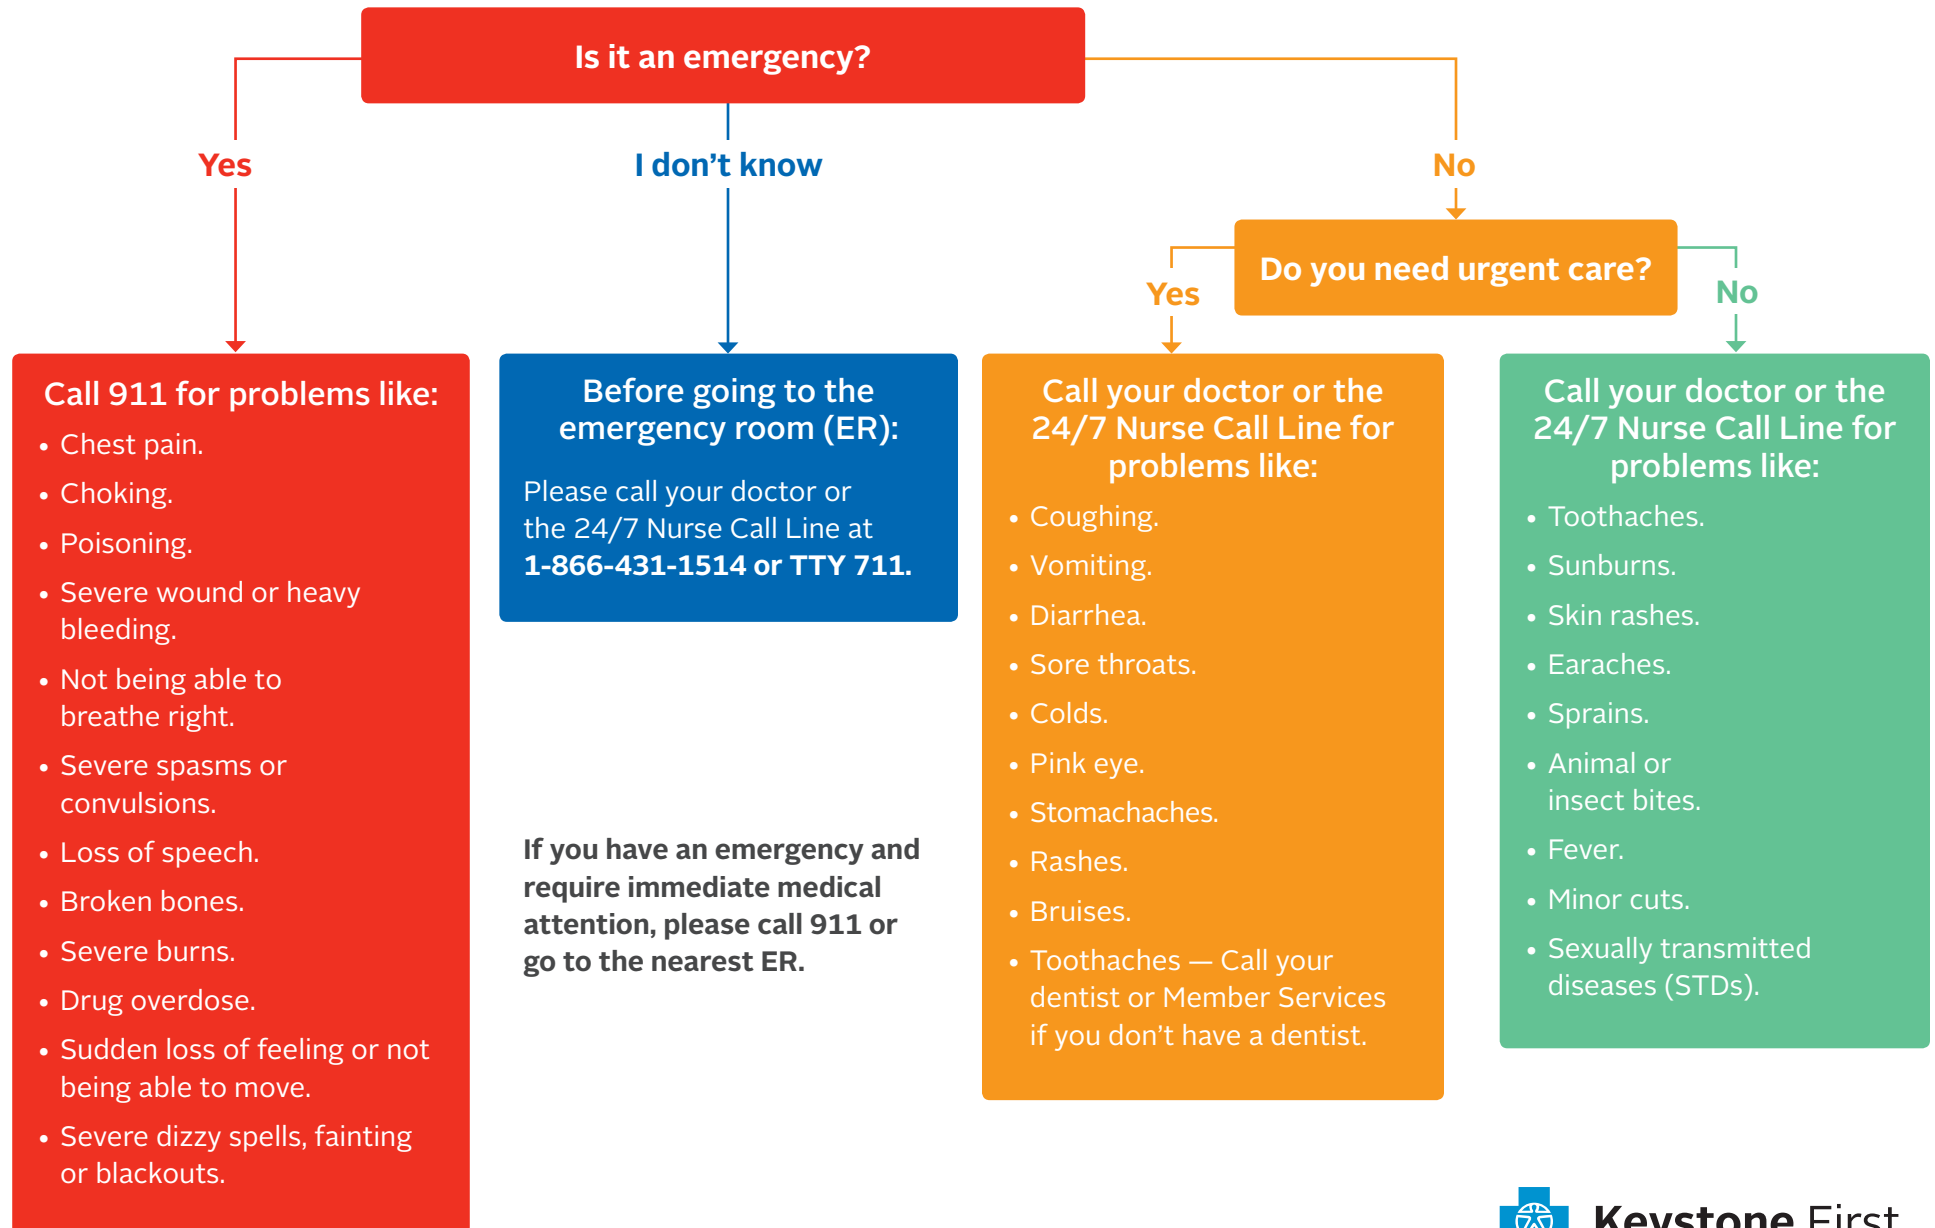 Is it an emergency?
Yes
I don't know
No
Do you need urgent care?
Yes
No
Call 911 for problems like:
• Chest pain.
• Choking.
• Poisoning.
• Severe wound or heavy
bleeding.
• Not being able to
breathe right.
• Severe spasms or
convulsions.
• Loss of speech.
• Broken bones.
• Severe burns.
• Drug overdose.
• Sudden loss of feeling or not
being able to move.
• Severe dizzy spells, fainting
or blackouts.
Before going to the
emergency room (ER):
Please call your doctor or
the 24/7 Nurse Call Line at
1-866-431-1514 or TTY 711.
If you have an emergency and
require immediate medical
attention, please call 911 or
go to the nearest ER.
Call your doctor or the
24/7 Nurse Call Line for
problems like:
• Coughing.
• Vomiting.
• Diarrhea.
• Sore throats.
• Colds.
• Pink eye.
• Stomachaches.
• Rashes.
• Bruises.
• Toothaches — Call your
dentist or Member Services
if you don't have a dentist.
Call your doctor or the
24/7 Nurse Call Line for
problems like:
• Toothaches.
• Sunburns.
• Skin rashes.
• Earaches.
• Sprains.
• Animal or
insect bites.
• Fever.
• Minor cuts.
• Sexually transmitted
diseases (STDs).
Keystone First